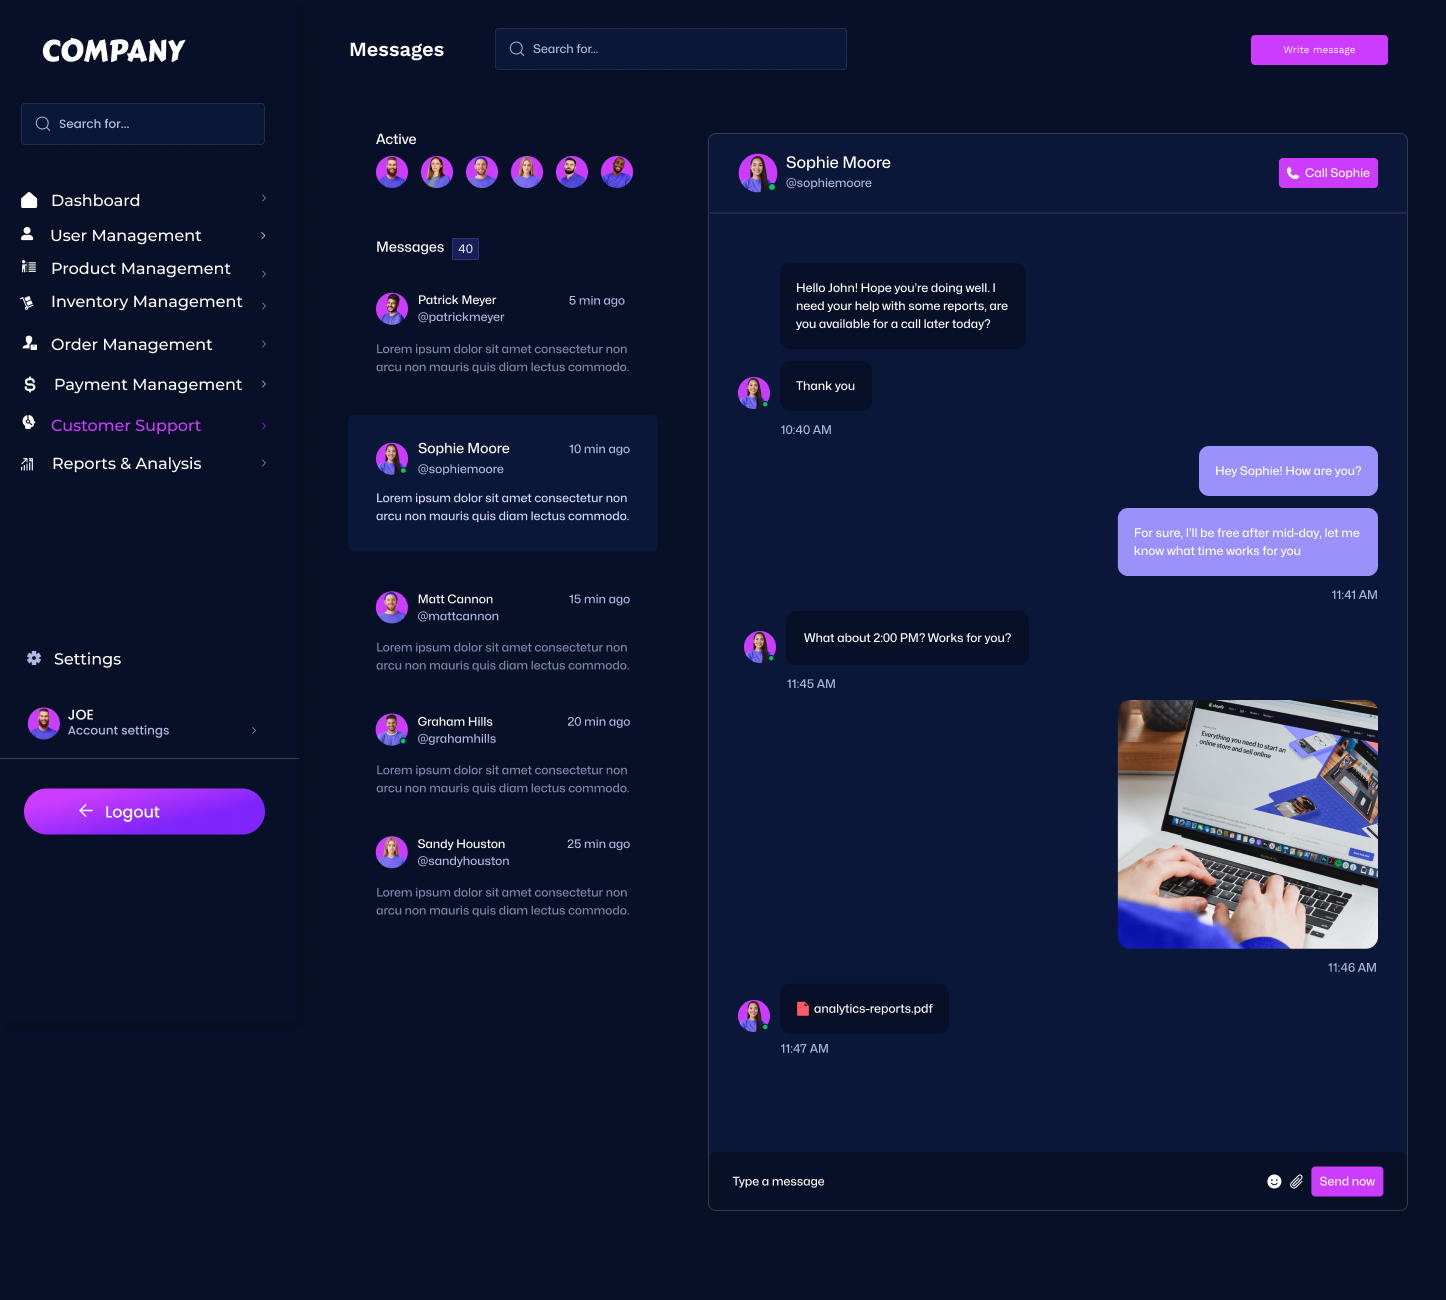 COMPANY
Search for...
Dashboard
User Management
Product Management
Inventory Management
Order Management
Payment Management
Customer Support
Reports & Analysis
Settings
JOE
Account settings
Logout
Messages
Search for...
Write message
Active
Messages 40
Patrick Meyer 5 min ago
@patrickmeyer
Lorem ipsum dolor sit amet consectetur non
arcu non mauris quis diam lectus commodo.
Sophie Moore 10 min ago
@sophiemoore
Lorem ipsum dolor sit amet consectetur non
arcu non mauris quis diam lectus commodo.
Matt Cannon 15 min ago
@mattcannon
Lorem ipsum dolor sit amet consectetur non
arcu non mauris quis diam lectus commodo.
Graham Hills 20 min ago
@grahamhills
Lorem ipsum dolor sit amet consectetur non
arcu non mauris quis diam lectus commodo.
Sandy Houston 25 min ago
@sandyhouston
Lorem ipsum dolor sit amet consectetur non
arcu non mauris quis diam lectus commodo.
Sophie Moore
@sophiemoore
Call Sophie
Hello John! Hope you're doing well. I
need your help with some reports, are
you available for a call later today?
Thank you
10:40 AM
Hey Sophie! How are you?
For sure, I'll be free after mid-day, let me
know what time works for you
11:41 AM
What about 2:00 PM? Works for you?
11:45 AM
shopify
Everything you need to start an
online store and sell online
11:46 AM
analytics-reports.pdf
11:47 AM
Type a message
Send now